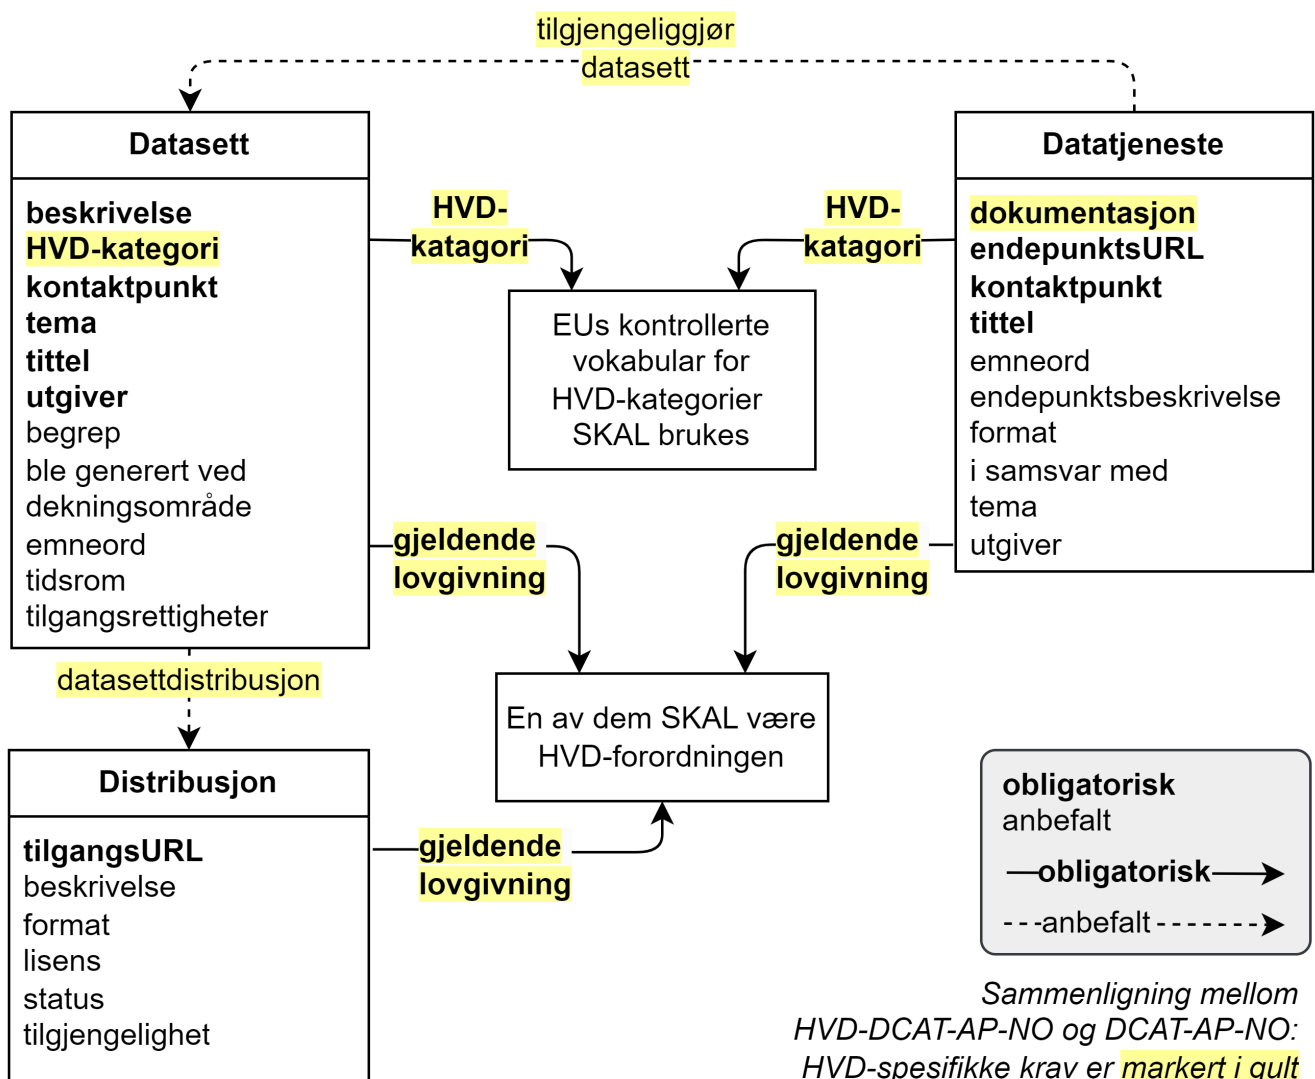 tilgjengeliggjør
datasett
Datasett
beskrivelse
HVD-kategori
kontaktpunkt
tema
tittel
utgiver
begrep
ble generert ved
dekningsområde
emneord
tidsrom
tilgangsrettigheter
HVD-
katagori
HVD-
katagori
EUs kontrollerte
vokabular for
HVD-kategorier
SKAL brukes
Datatjeneste
dokumentasjon
endepunktsURL
kontaktpunkt
tittel
emneord
endepunktsbeskrivelse
format
i samsvar med
tema
utgiver
gjeldende
lovgivning
gjeldende
lovgivning
datasettdistribusjon
En av dem SKAL være
HVD-forordningen
Distribusjon
tilgangsURL
beskrivelse
format
lisens
status
tilgjengelighet
gjeldende
lovgivning
obligatorisk
anbefalt
obligatorisk
anbefalt
Sammenligning mellom
HVD-DCAT-AP-NO og DCAT-AP-NO:
HVD-spesifikke krav er markert i gult